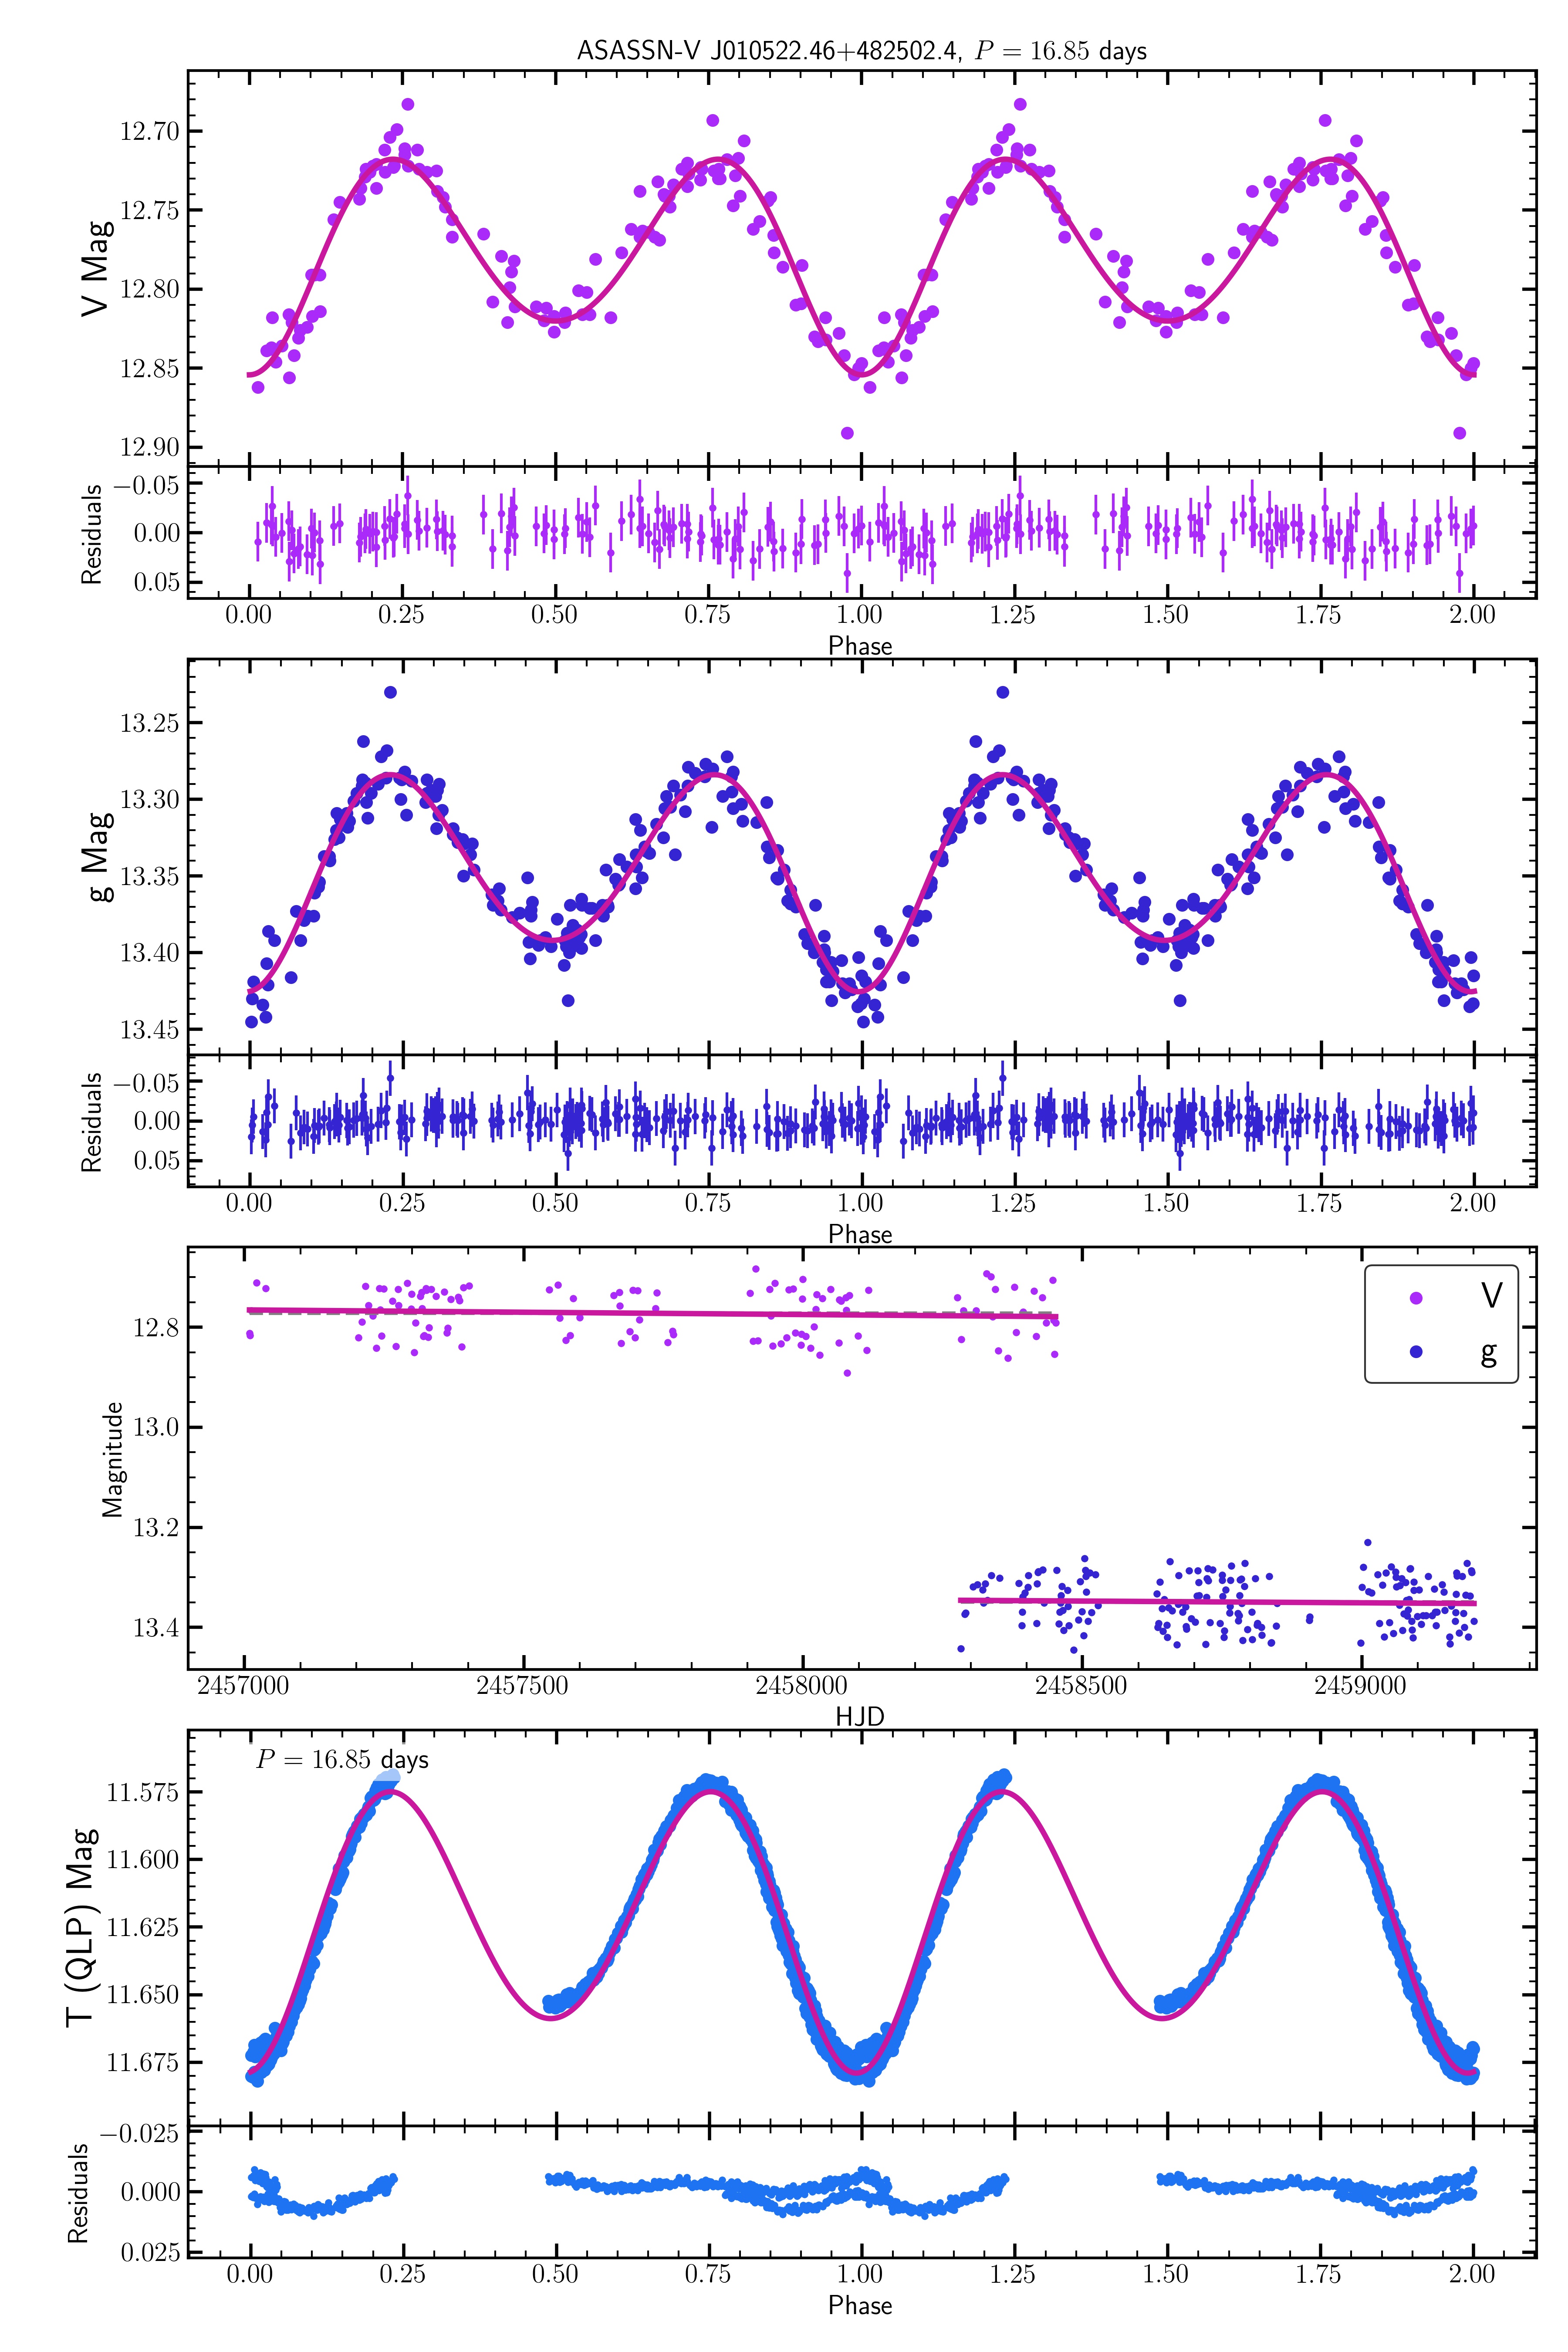 ASASSN-V J010522.46+482502.4, P = 16.85 days
V Mag
12.70
12.75
12.80
12.85
12.90
Residuals
−0.05
0.00
0.05
0.00 0.25 0.50 0.75 1.00 1.25 1.50 1.75 2.00
Phase
g Mag
13.25
13.30
13.35
13.40
13.45
Residuals
−0.05
0.00
0.05
0.00 0.25 0.50 0.75 1.00 1.25 1.50 1.75 2.00
Phase
Magnitude
12.8
13.0
13.2
13.4
V
g
2457000 2457500 2458000 2458500 2459000
HJD
P = 16.85 days
T (QLP) Mag
11.575
11.600
11.625
11.650
11.675
Residuals
−0.025
0.000
0.025
0.00 0.25 0.50 0.75 1.00 1.25 1.50 1.75 2.00
Phase